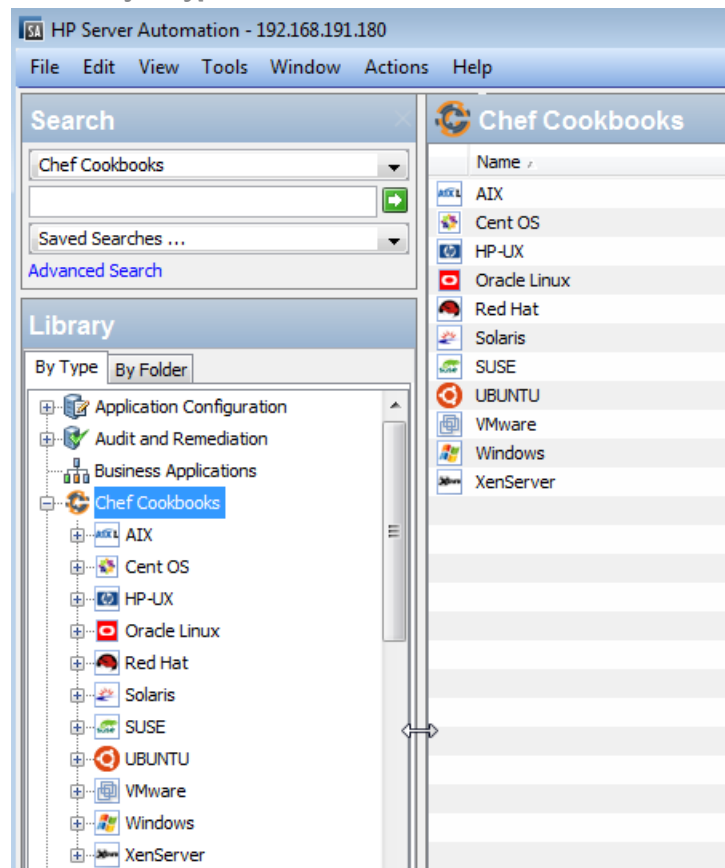 HP Server Automation - 192.168.191.180
File Edit View Tools Window Actions Help
Search
Chef Cookbooks
Saved Searches ...
Advanced Search
Library
By Type By Folder
Application Configuration
Audit and Remediation
Business Applications
Chef Cookbooks
AIX
Cent OS
HP-UX
Oracle Linux
Red Hat
Solaris
SUSE
UBUNTU
VMware
Windows
XenServer
Chef Cookbooks
Name
AIX
Cent OS
HP-UX
Oracle Linux
Red Hat
Solaris
SUSE
UBUNTU
VMware
Windows
XenServer